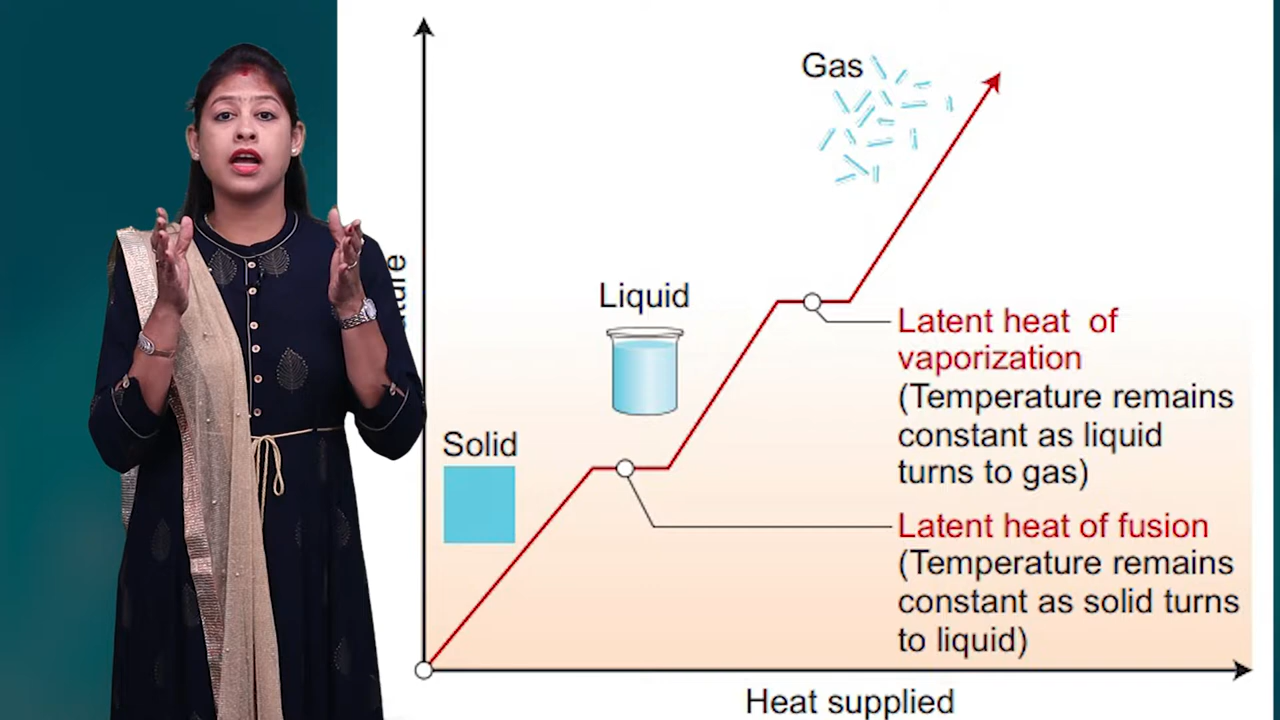 Gas
Liquid
Solid
Latent heat of
vaporization
(Temperature remains
constant as liquid
turns to gas)
Latent heat of fusion
(Temperature remains
constant as solid turns
to liquid)
Heat supplied